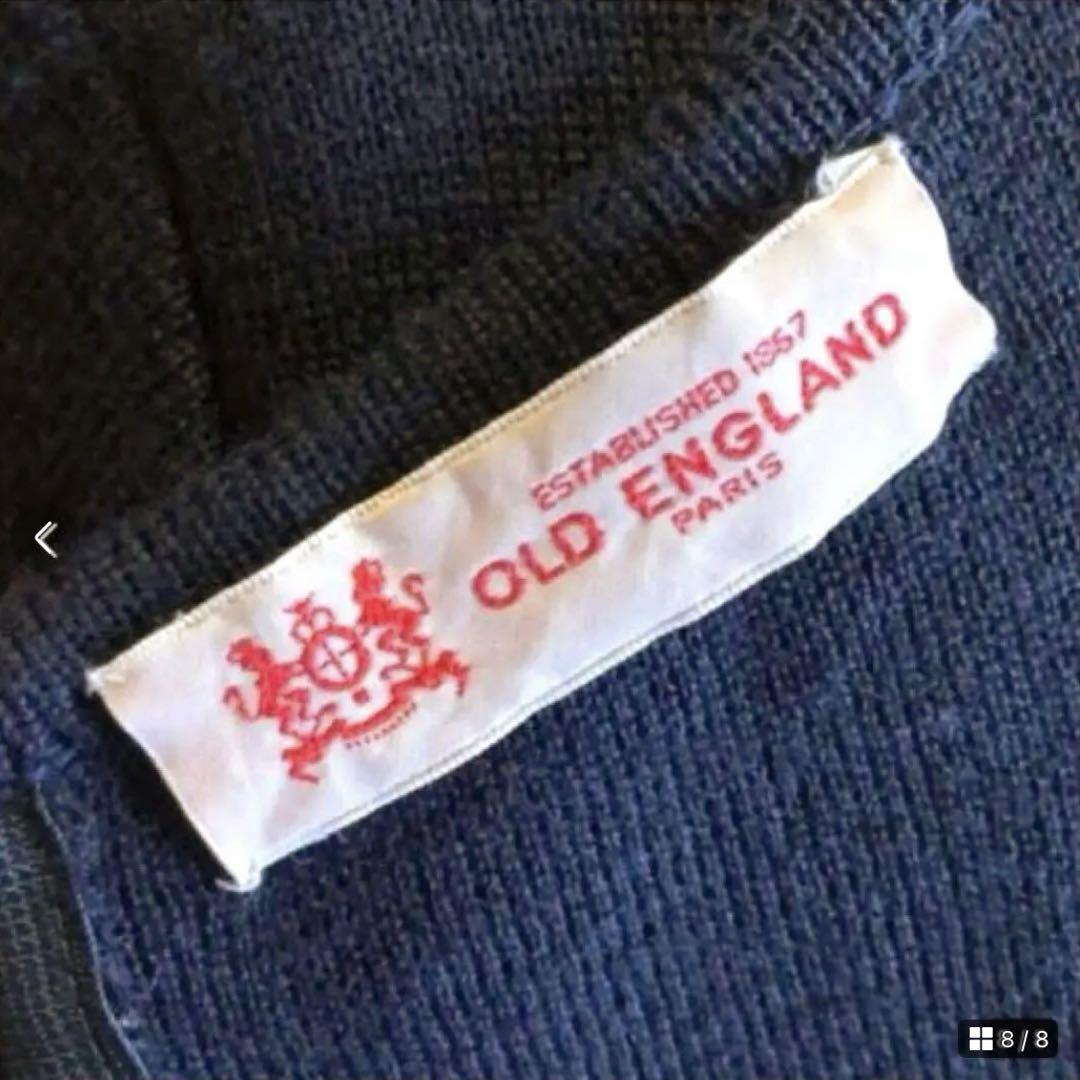 ESTABLISHED 1867
OLD ENGLAND
PARIS
8/8